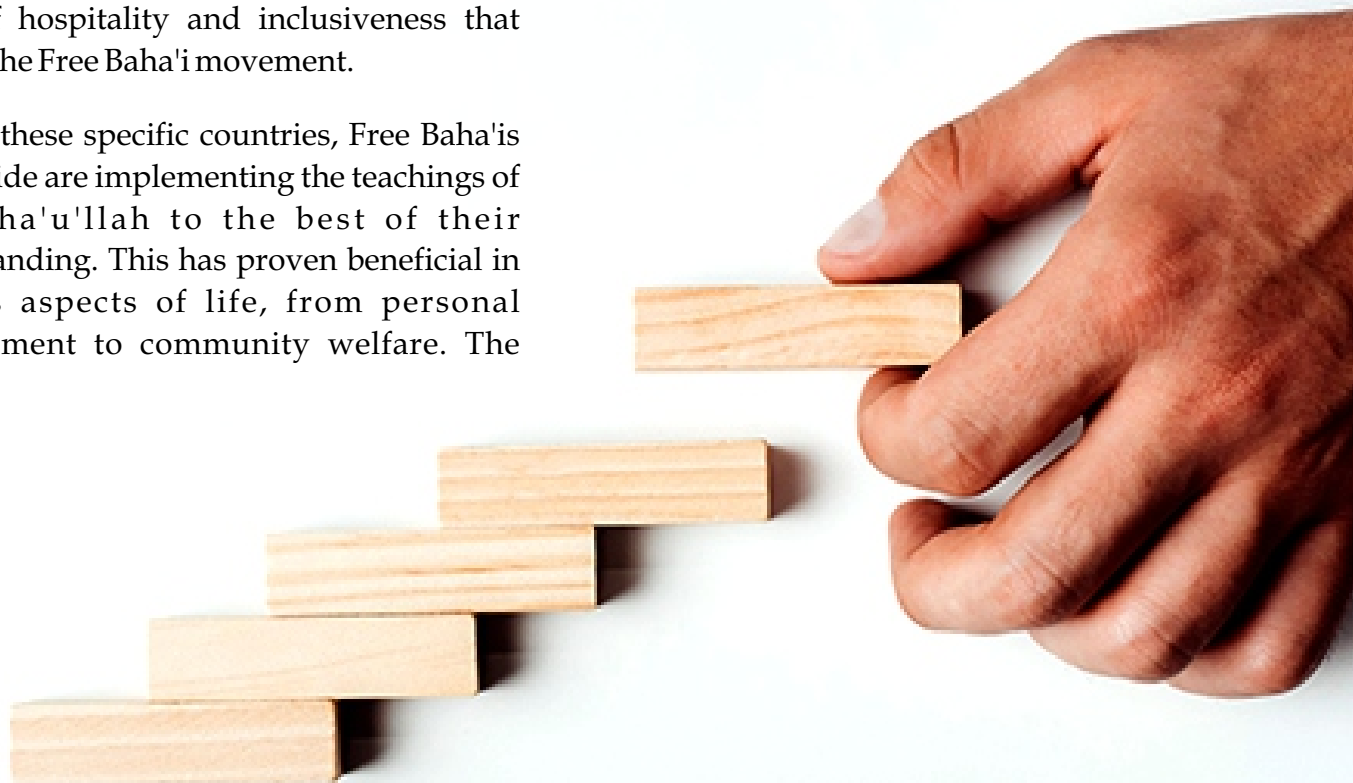 hospitality and inclusiveness that
he Free Baha'i movement.
these specific countries, Free Baha'is
ide are implementing the teachings of
ha'u'llah to the best of their
anding. This has proven beneficial in
s aspects of life, from personal
ment to community welfare. The